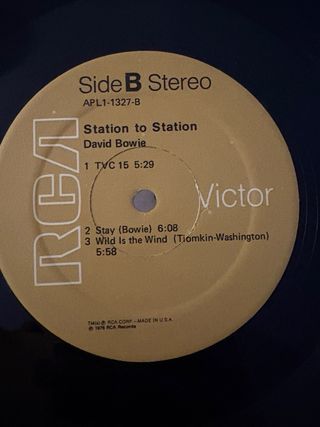 Side B Stereo
APL1-1327-B
Station to Station
David Bowie
1 TVC 15 5:29
RCA Victor
2 Stay (Bowie) 6:08
3 Wild Is the Wind (Tiomkin-Washington)
5:58
TM(s) ® RCA CORP.—MADE IN U.S.A.
℗ 1976 RCA Records